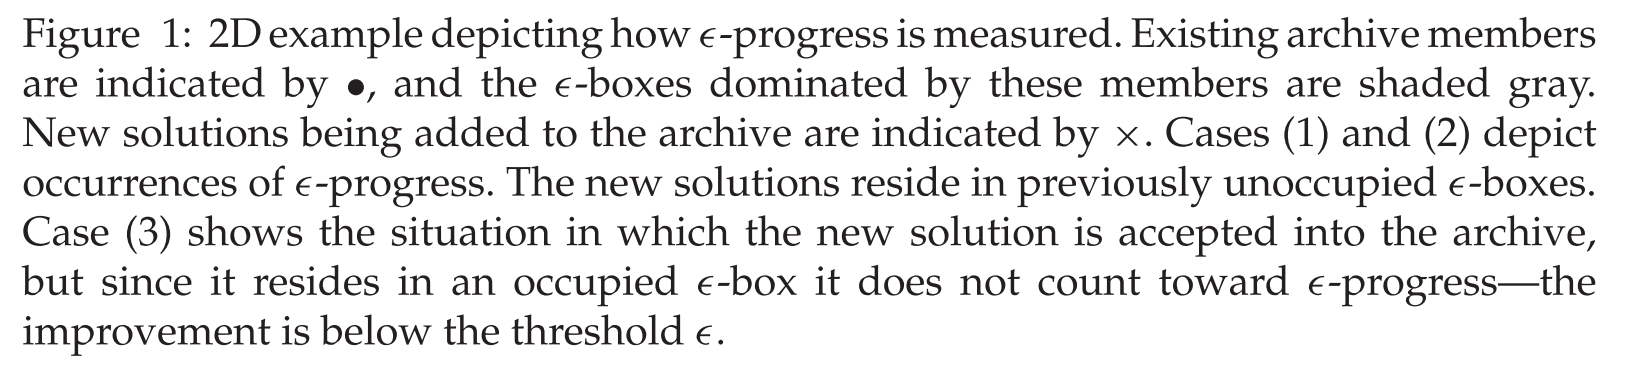 Figure 1: 2D example depicting how ϵ-progress is measured. Existing archive members
are indicated by •, and the ϵ-boxes dominated by these members are shaded gray.
New solutions being added to the archive are indicated by ×. Cases (1) and (2) depict
occurrences of ϵ-progress. The new solutions reside in previously unoccupied ϵ-boxes.
Case (3) shows the situation in which the new solution is accepted into the archive,
but since it resides in an occupied ϵ-box it does not count toward ϵ-progress—the
improvement is below the threshold ϵ.